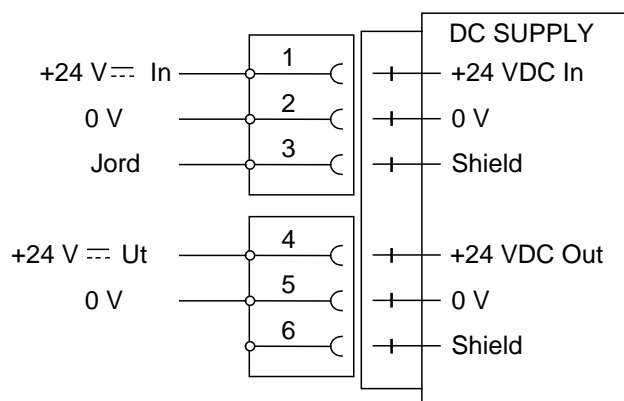 DC SUPPLY
+24 V ⎓ In 1 +24 VDC In
0 V 2 0 V
Jord 3 Shield
+24 V ⎓ Ut 4 +24 VDC Out
0 V 5 0 V
6 Shield